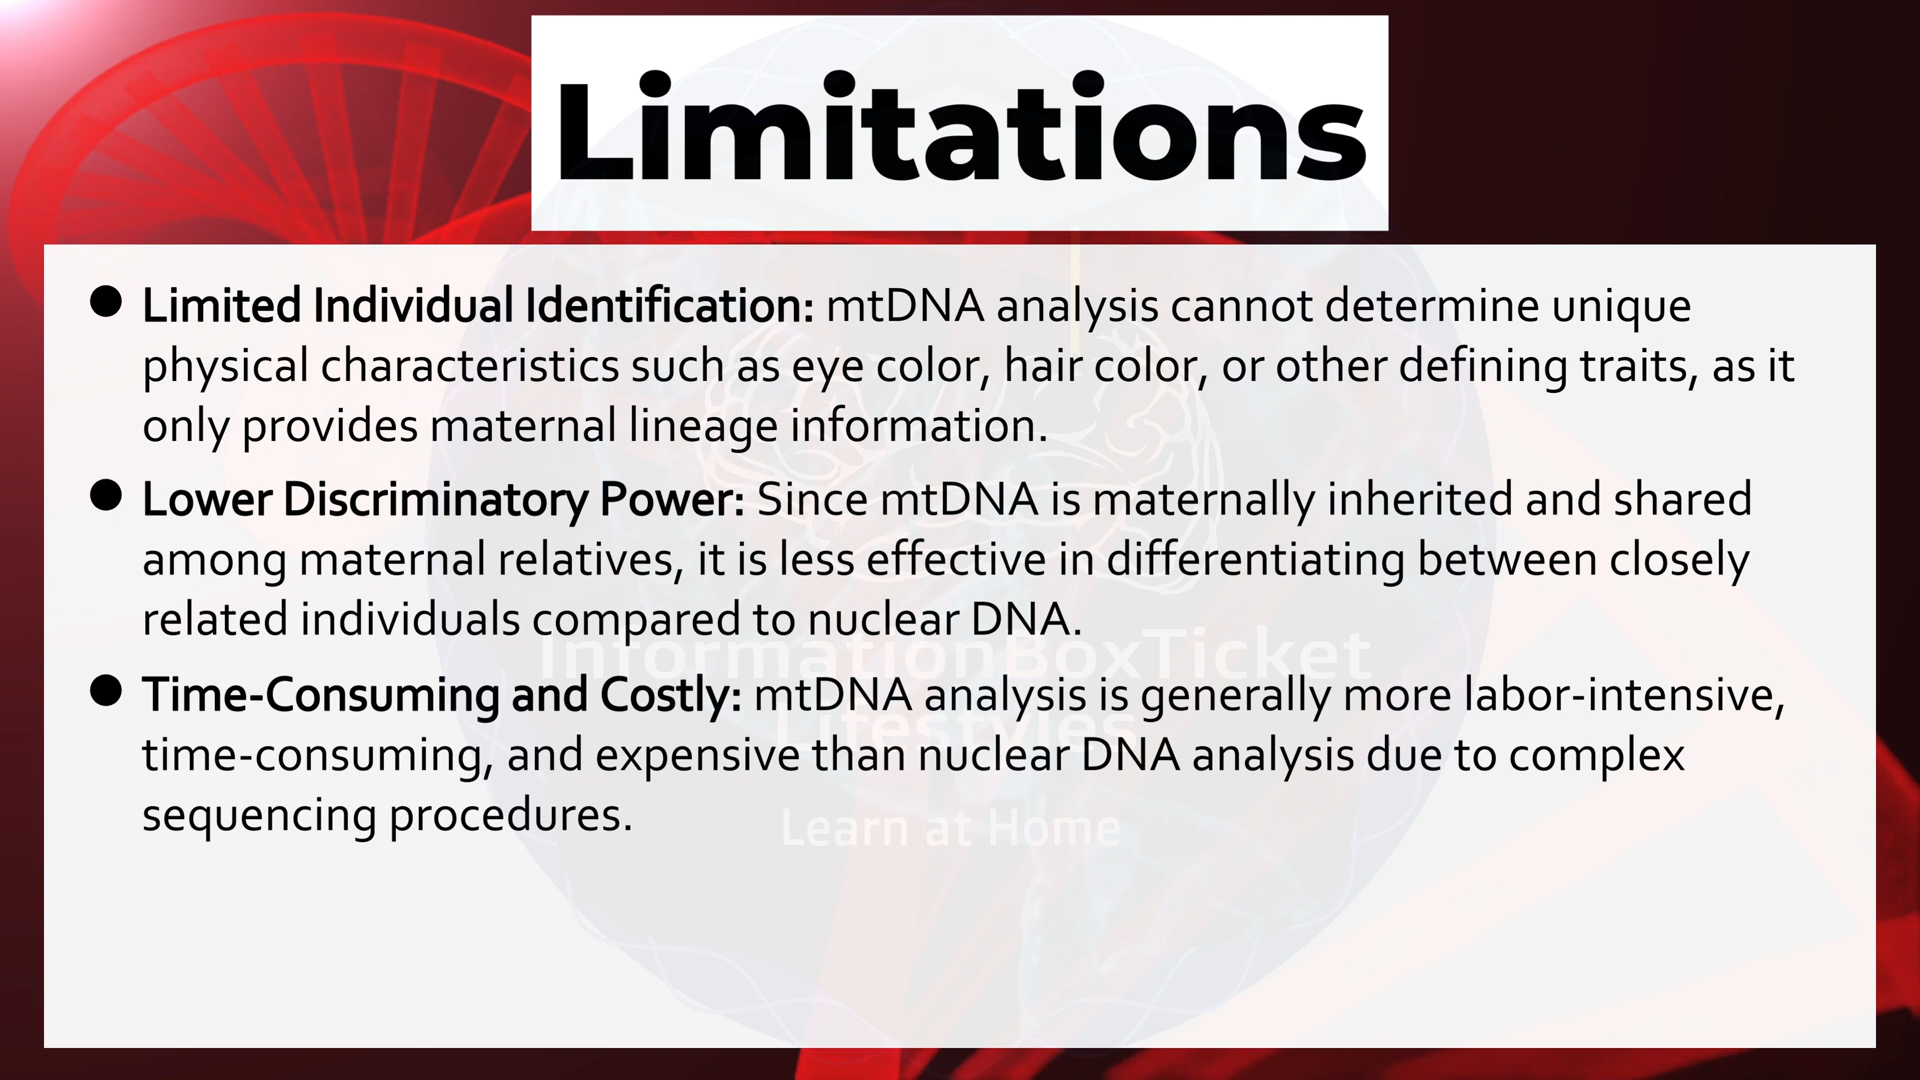 Limitations
● Limited Individual Identification: mtDNA analysis cannot determine unique
physical characteristics such as eye color, hair color, or other defining traits, as it
only provides maternal lineage information.
● Lower Discriminatory Power: Since mtDNA is maternally inherited and shared
among maternal relatives, it is less effective in differentiating between closely
related individuals compared to nuclear DNA.
InformationBoxTicket
● Time-Consuming and Costly: mtDNA analysis is generally more labor-intensive,
Lifestyles
time-consuming, and expensive than nuclear DNA analysis due to complex
sequencing procedures.
Learn at Home